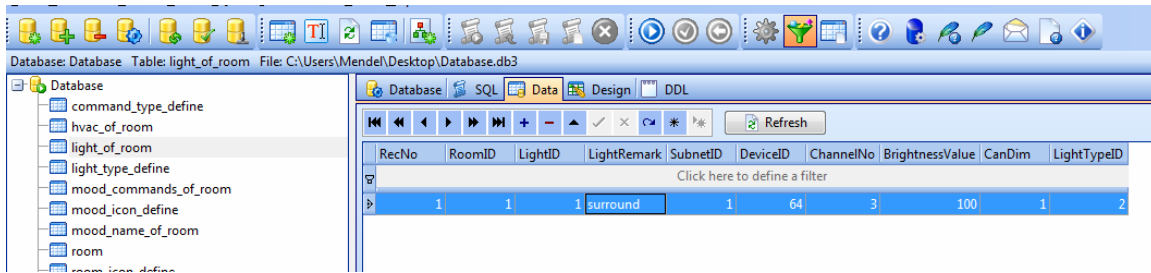 Database: Database Table: light_of_room File: C:\Users\Mendel\Desktop\Database.db3
Database
command_type_define
hvac_of_room
light_of_room
light_type_define
mood_commands_of_room
mood_icon_define
mood_name_of_room
room
room_icon_define
Database SQL Data Design DDL
Refresh
RecNo RoomID LightID LightRemark SubnetID DeviceID ChannelNo BrightnessValue CanDim LightTypeID
Click here to define a filter
1 1 1 surround 1 64 3 100 1 2